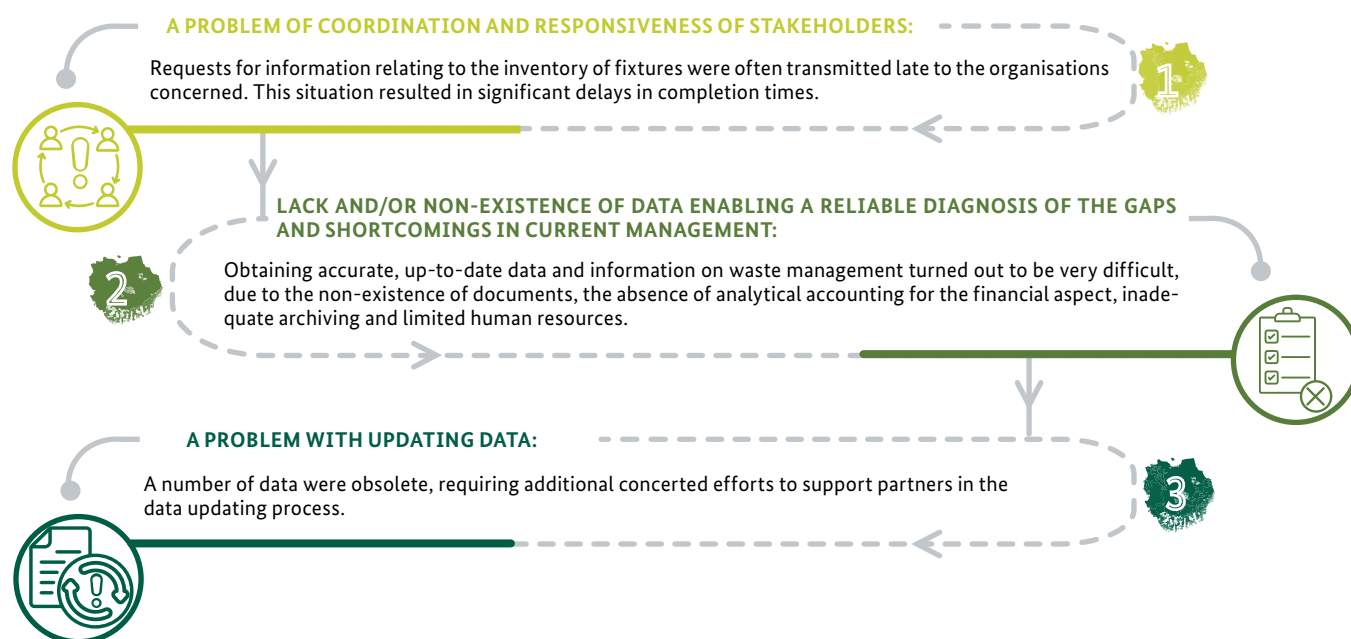 A PROBLEM OF COORDINATION AND RESPONSIVENESS OF STAKEHOLDERS:
1
Requests for information relating to the inventory of fixtures were often transmitted late to the organisations
concerned. This situation resulted in significant delays in completion times.
LACK AND/OR NON-EXISTENCE OF DATA ENABLING A RELIABLE DIAGNOSIS OF THE GAPS
AND SHORTCOMINGS IN CURRENT MANAGEMENT:
2
Obtaining accurate, up-to-date data and information on waste management turned out to be very difficult,
due to the non-existence of documents, the absence of analytical accounting for the financial aspect, inade-
quate archiving and limited human resources.
A PROBLEM WITH UPDATING DATA:
3
A number of data were obsolete, requiring additional concerted efforts to support partners in the
data updating process.